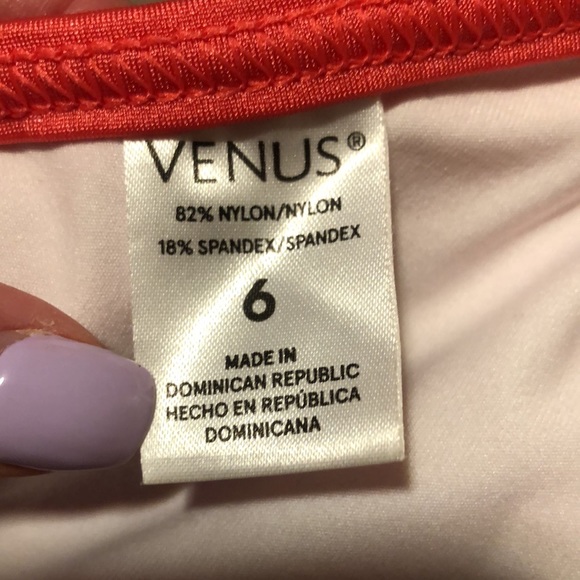 VENUS®
82% NYLON/NYLON
18% SPANDEX/SPANDEX
6
MADE IN
DOMINICAN REPUBLIC
HECHO EN REPÚBLICA
DOMINICANA